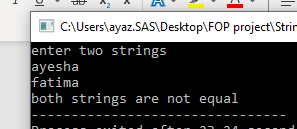 C:\Users\ayaz.SAS\Desktop\FOP project\Strin
enter two strings
ayesha
fatima
both strings are not equal
--------------------------------